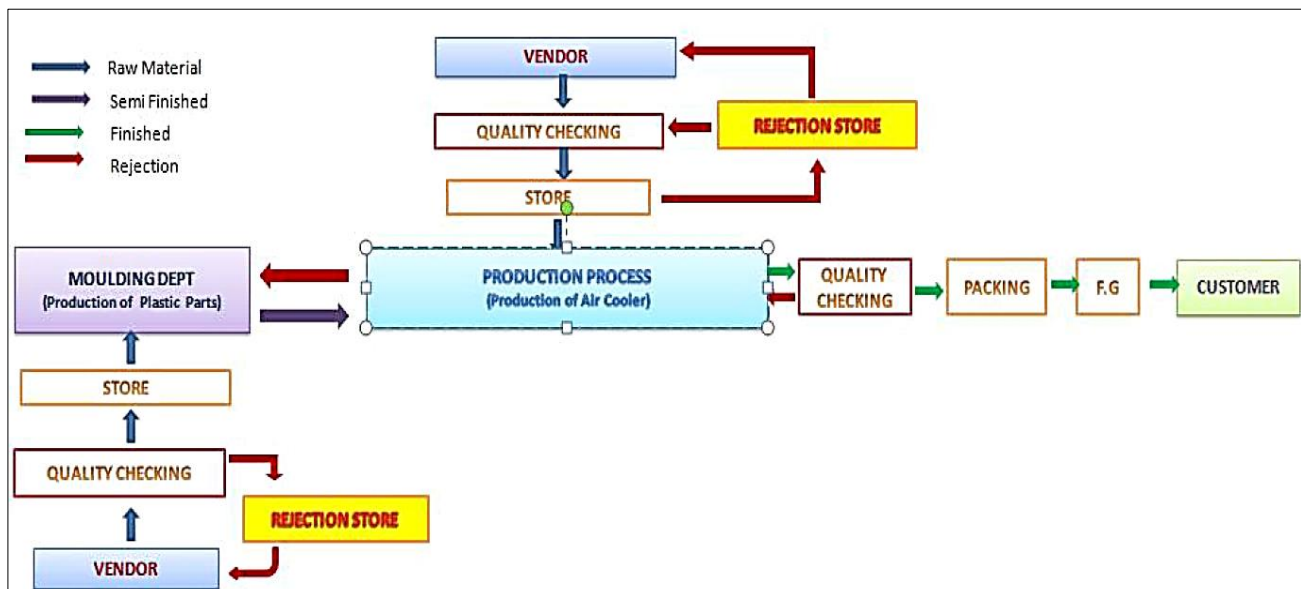 Raw Material
Semi Finished
Finished
Rejection
VENDOR
QUALITY CHECKING
REJECTION STORE
STORE
MOULDING DEPT
(Production of Plastic Parts)
PRODUCTION PROCESS
(Production of Air Cooler)
QUALITY
CHECKING
PACKING
F.G
CUSTOMER
STORE
QUALITY CHECKING
REJECTION STORE
VENDOR